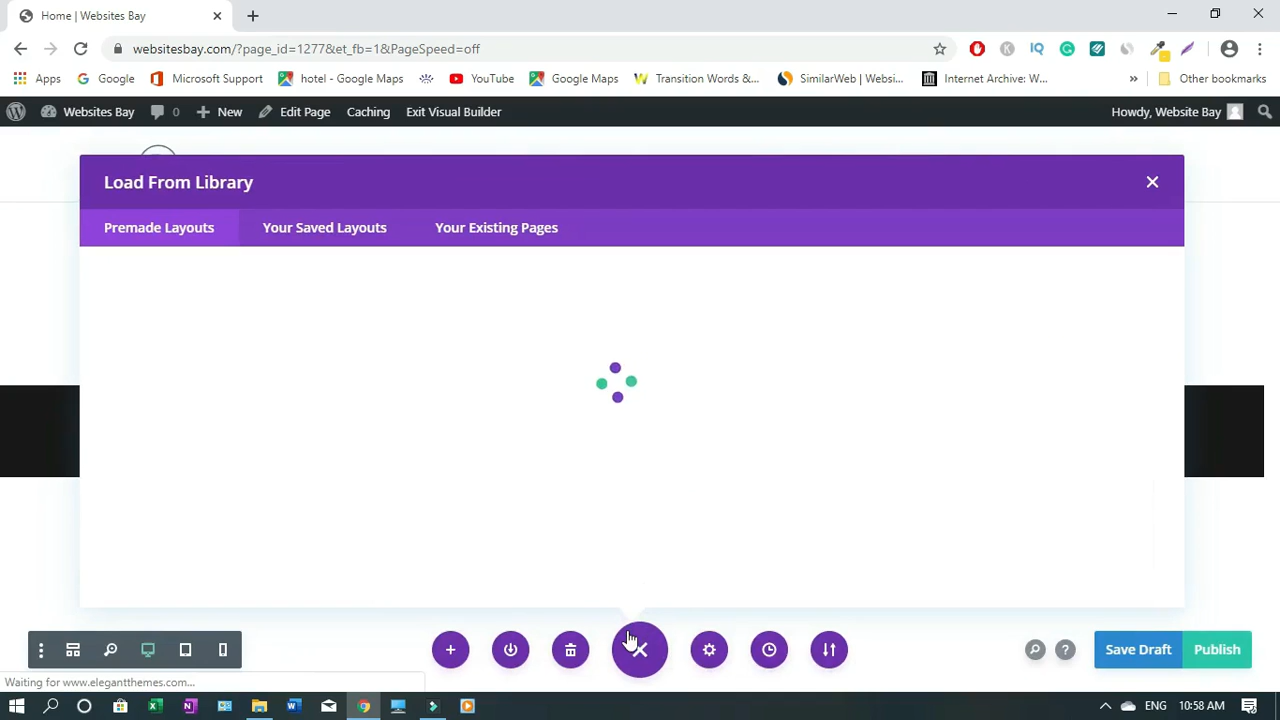 Home | Websites Bay
websitesbay.com/?page_id=1277&et_fb=1&PageSpeed=off
Apps Google Microsoft Support hotel - Google Maps YouTube Google Maps Transition Words &... SimilarWeb | Websi... Internet Archive: W... » Other bookmarks
Websites Bay 0 New Edit Page Caching Exit Visual Builder Howdy, Website Bay
Load From Library
Premade Layouts Your Saved Layouts Your Existing Pages
Save Draft Publish
Waiting for www.elegantthemes.com...
ENG 10:58 AM